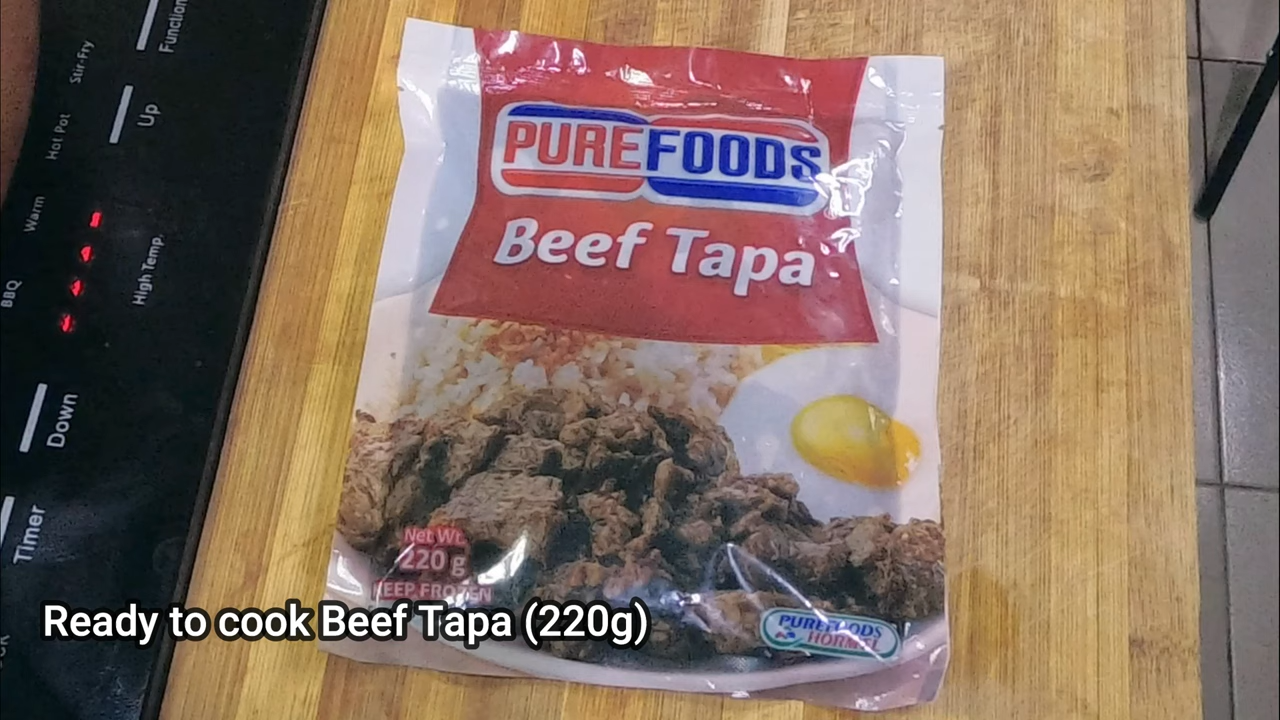 Function
Stir-Fry
Up
Hot Pot
Warm
High Temp.
BBQ
Down
Timer
PUREFOODS
Beef Tapa
Net Wt.
220 g
KEEP FROZEN
PUREFOODS
HORMEL
Ready to cook Beef Tapa (220g)